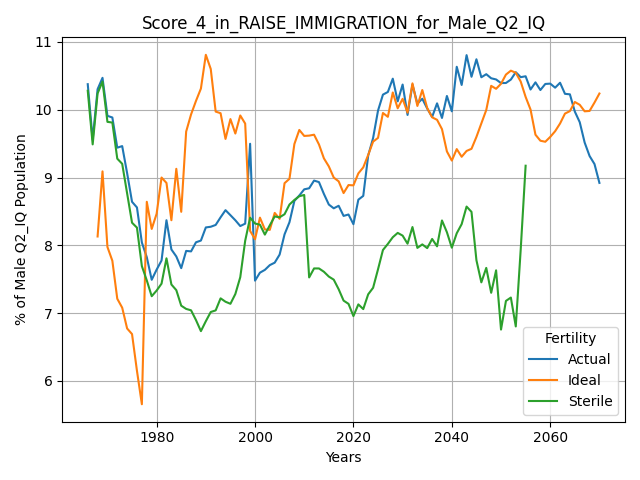 Score_4_in_RAISE_IMMIGRATION_for_Male_Q2_IQ
% of Male Q2_IQ Population
11
10
9
8
7
6
Fertility
Actual
Ideal
Sterile
1980 2000 2020 2040 2060
Years